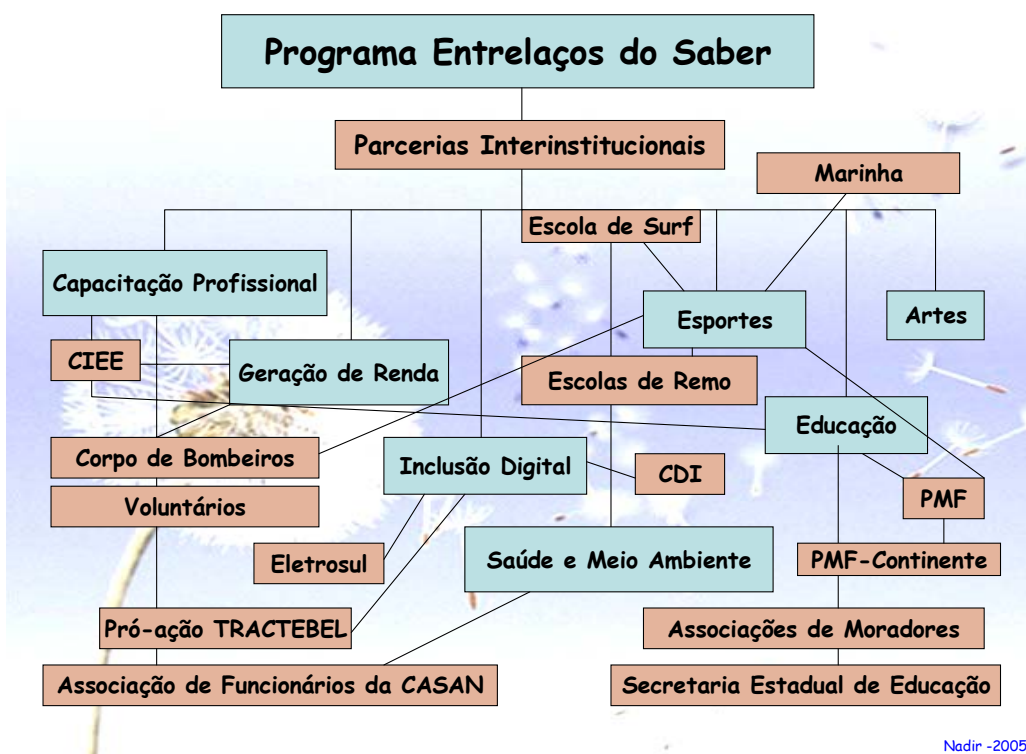 Programa Entrelaços do Saber
Parcerias Interinstitucionais
Marinha
Escola de Surf
Capacitação Profissional
Esportes
Artes
CIEE
Geração de Renda
Escolas de Remo
Educação
Corpo de Bombeiros
Inclusão Digital
CDI
PMF
Voluntários
Eletrosul
Saúde e Meio Ambiente
PMF-Continente
Pró-ação TRACTEBEL
Associações de Moradores
Associação de Funcionários da CASAN
Secretaria Estadual de Educação
Nadir -2005